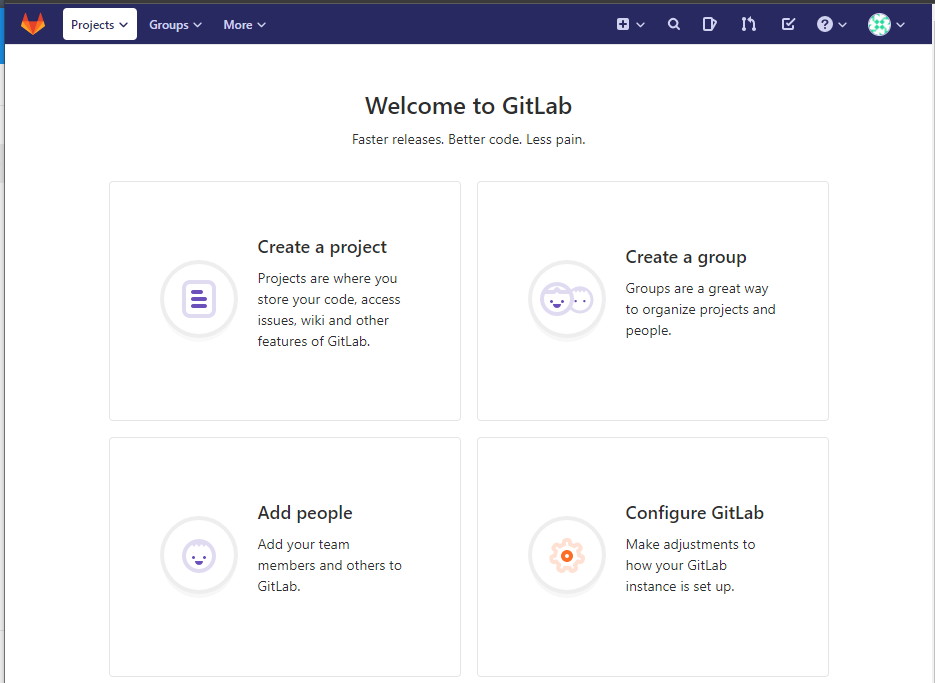 Projects Groups More
Welcome to GitLab
Faster releases. Better code. Less pain.
Create a project
Projects are where you
store your code, access
issues, wiki and other
features of GitLab.
Create a group
Groups are a great way
to organize projects and
people.
Add people
Add your team
members and others to
GitLab.
Configure GitLab
Make adjustments to
how your GitLab
instance is set up.